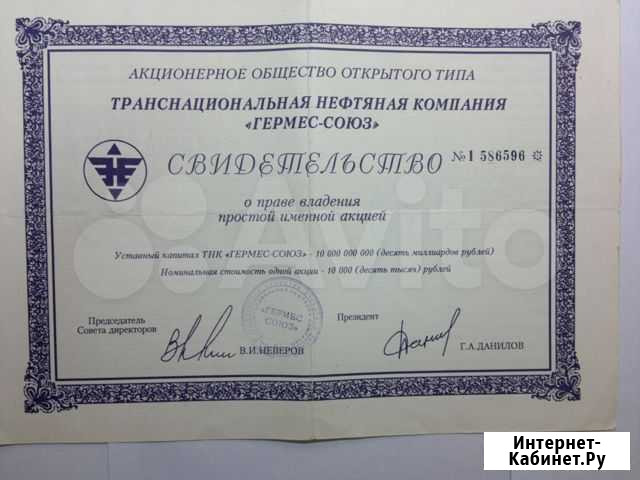 АКЦИОНЕРНОЕ ОБЩЕСТВО ОТКРЫТОГО ТИПА
ТРАНСНАЦИОНАЛЬНАЯ НЕФТЯНАЯ КОМПАНИЯ
«ГЕРМЕС-СОЮЗ»
СВИДЕТЕЛЬСТВО №1 586596
о праве владения
простой именной акцией
Avito
Уставный капитал ТНК «ГЕРМЕС-СОЮЗ» - 10 000 000 000 (десять миллиардов рублей)
Номинальная стоимость одной акции - 10 000 (десять тысяч) рублей
«ГЕРМЕС
СОЮЗ»
Председатель
Совета директоров
В.И.НЕВЕРОВ
Президент
Г.А.ДАНИЛОВ
Интернет-
Кабинет.Ру